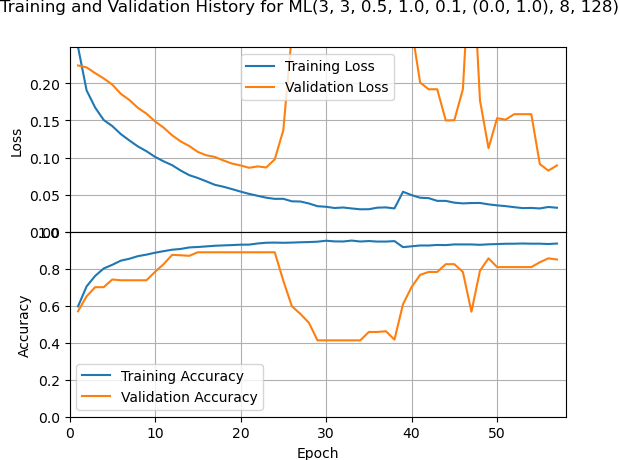 Training and Validation History for ML(3, 3, 0.5, 1.0, 0.1, (0.0, 1.0), 8, 128)
Training Loss
Validation Loss
0.20
0.15
0.10
0.05
0.00
Loss
1.0
0.8
0.6
0.4
0.2
0.0
Accuracy
Training Accuracy
Validation Accuracy
0 10 20 30 40 50
Epoch